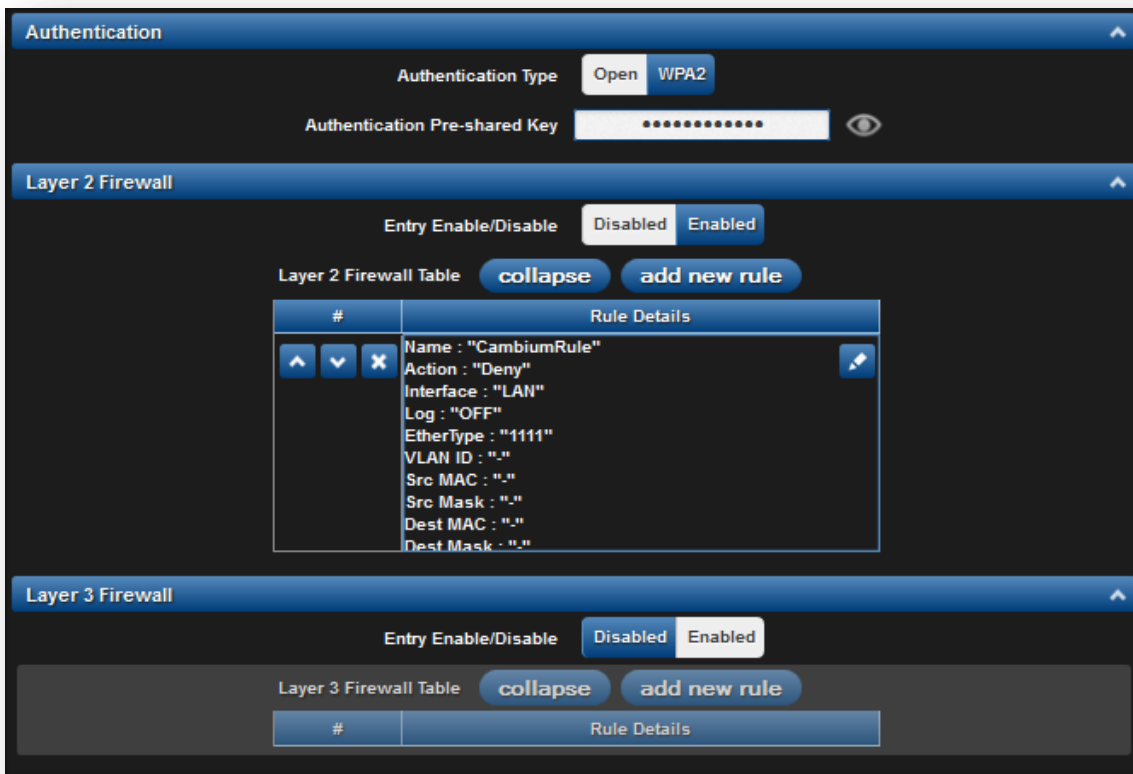 Authentication
Authentication Type Open WPA2
Authentication Pre-shared Key ••••••••••••
Layer 2 Firewall
Entry Enable/Disable Disabled Enabled
Layer 2 Firewall Table collapse add new rule
# Rule Details
Name : "CambiumRule"
Action : "Deny"
Interface : "LAN"
Log : "OFF"
EtherType : "1111"
VLAN ID : "-"
Src MAC : "-"
Src Mask : "-"
Dest MAC : "-"
Dest Mask : "-"
Layer 3 Firewall
Entry Enable/Disable Disabled Enabled
Layer 3 Firewall Table collapse add new rule
# Rule Details